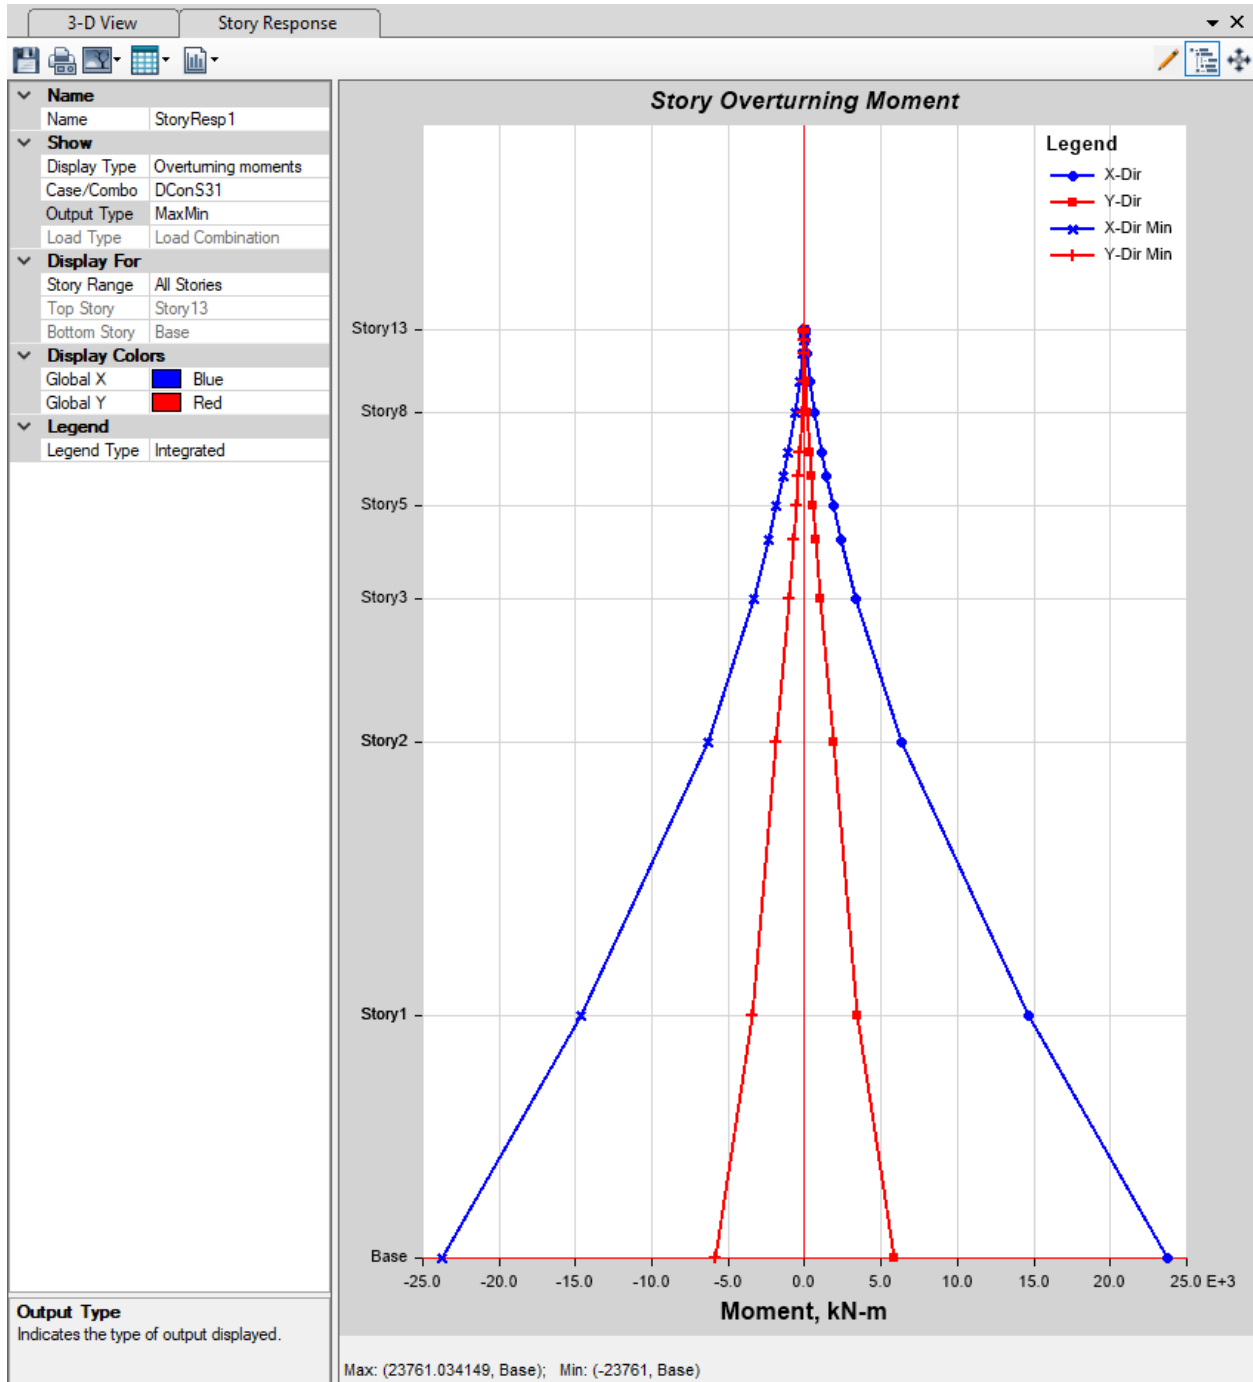 3-D View
Story Response
Name
Name StoryResp1
Show
Display Type Overturning moments
Case/Combo DConS31
Output Type MaxMin
Load Type Load Combination
Display For
Story Range All Stories
Top Story Story13
Bottom Story Base
Display Colors
Global X Blue
Global Y Red
Legend
Legend Type Integrated
Output Type
Indicates the type of output displayed.
Story Overturning Moment
Legend
X-Dir
Y-Dir
X-Dir Min
Y-Dir Min
Story13
Story8
Story5
Story3
Story2
Story1
Base
-25.0 -20.0 -15.0 -10.0 -5.0 0.0 5.0 10.0 15.0 20.0 25.0 E+3
Moment, kN-m
Max: (23761.034149, Base); Min: (-23761, Base)